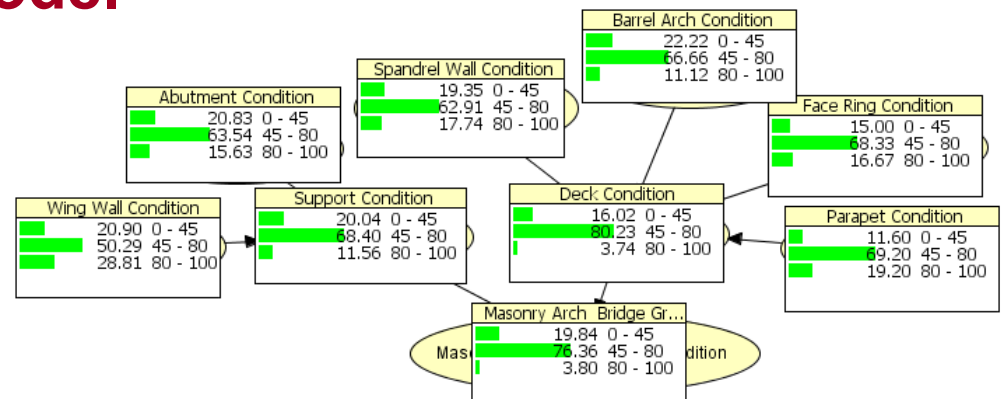 Barrel Arch Condition
22.22 0 - 45
66.66 45 - 80
11.12 80 - 100
Spandrel Wall Condition
19.35 0 - 45
62.91 45 - 80
17.74 80 - 100
Abutment Condition
20.83 0 - 45
63.54 45 - 80
15.63 80 - 100
Face Ring Condition
15.00 0 - 45
68.33 45 - 80
16.67 80 - 100
Wing Wall Condition
20.90 0 - 45
50.29 45 - 80
28.81 80 - 100
Support Condition
20.04 0 - 45
68.40 45 - 80
11.56 80 - 100
Deck Condition
16.02 0 - 45
80.23 45 - 80
3.74 80 - 100
Parapet Condition
11.60 0 - 45
69.20 45 - 80
19.20 80 - 100
Masonry Arch Bridge Gr...
19.84 0 - 45
76.36 45 - 80
3.80 80 - 100
Mas
dition